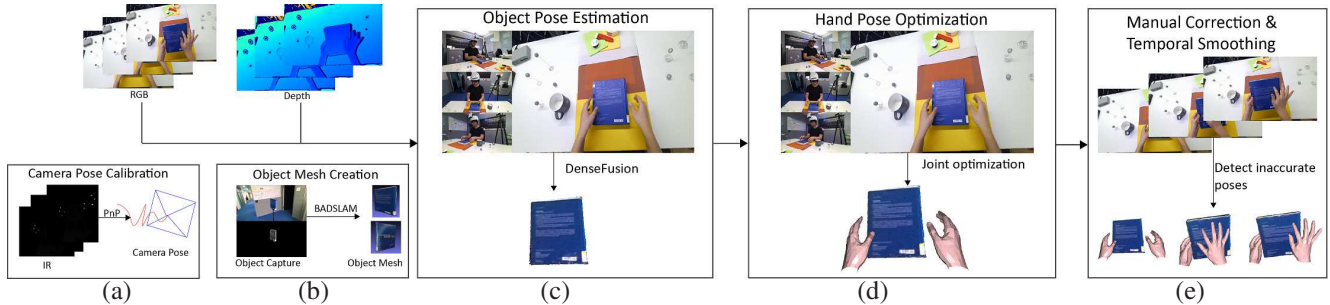 RGB
Depth
Camera Pose Calibration
PnP
IR
Camera Pose
Object Mesh Creation
BADSLAM
Object Capture
Object Mesh
Object Pose Estimation
DenseFusion
Hand Pose Optimization
Joint optimization
Manual Correction &
Temporal Smoothing
Detect inaccurate
poses
(a)
(b)
(c)
(d)
(e)